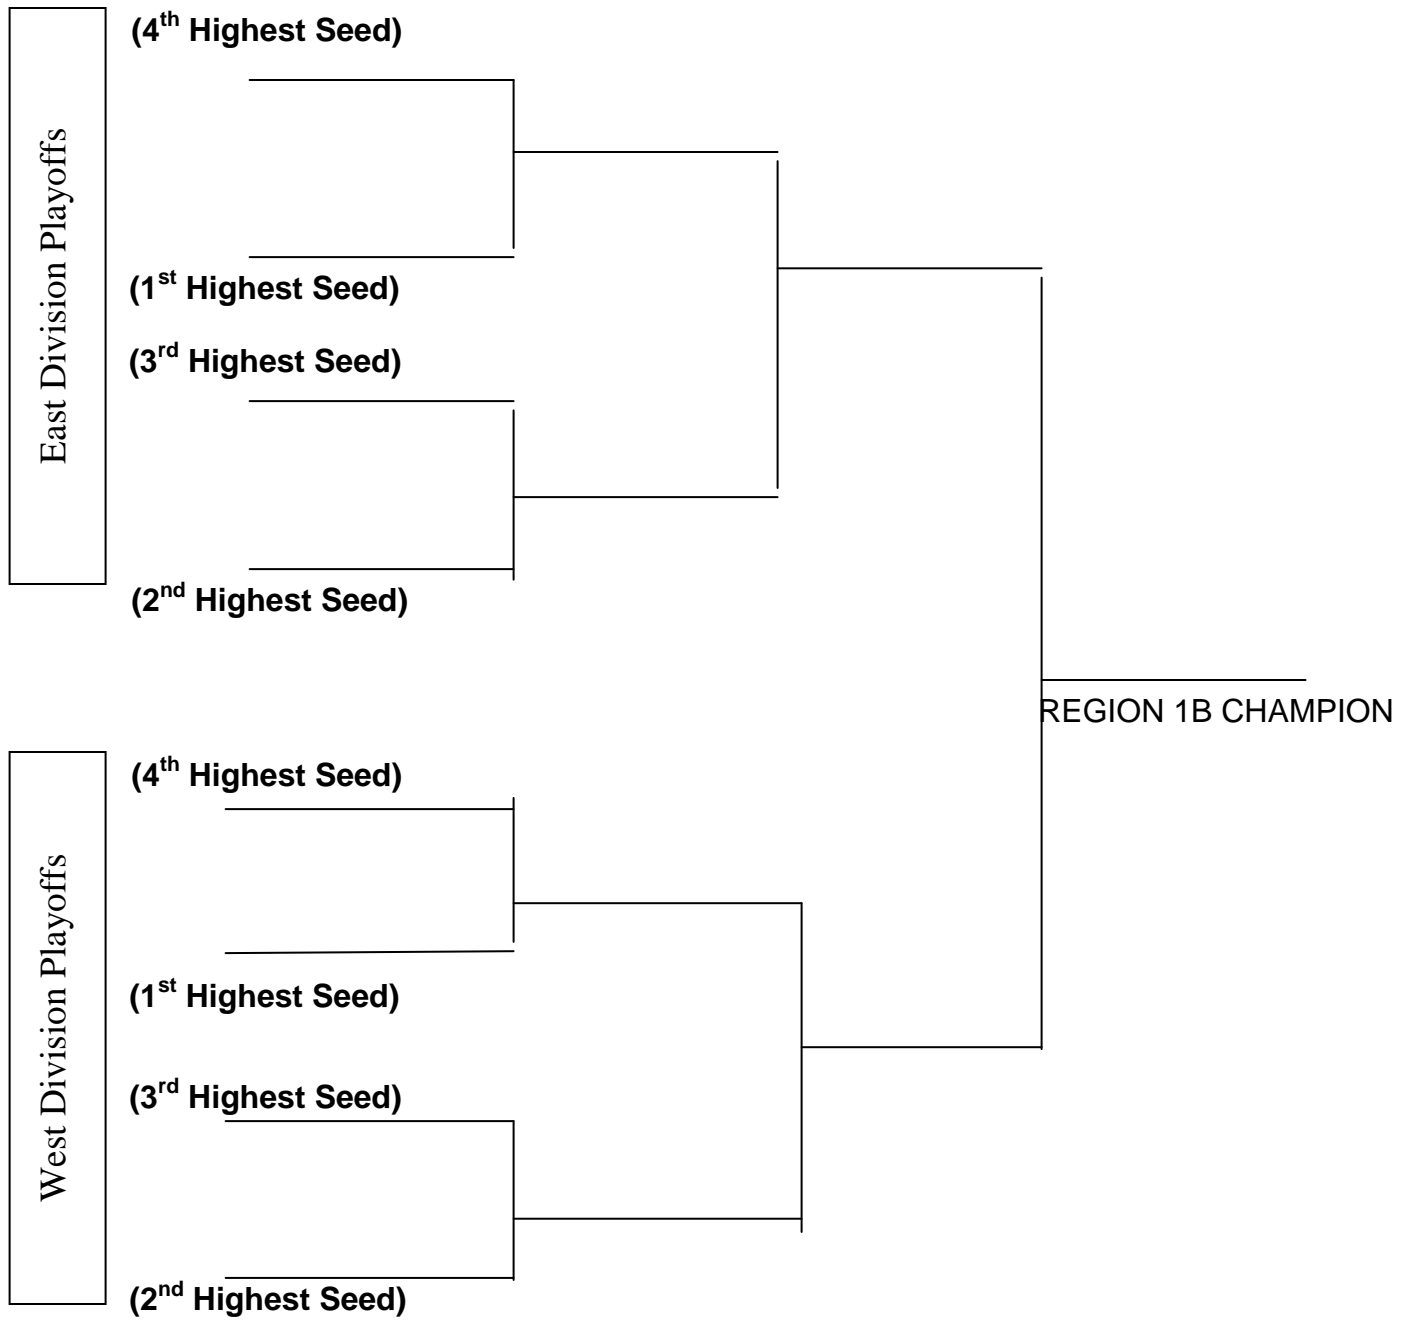 East Division Playoffs
(4th Highest Seed)
(1st Highest Seed)
(3rd Highest Seed)
(2nd Highest Seed)
REGION 1B CHAMPION
West Division Playoffs
(4th Highest Seed)
(1st Highest Seed)
(3rd Highest Seed)
(2nd Highest Seed)